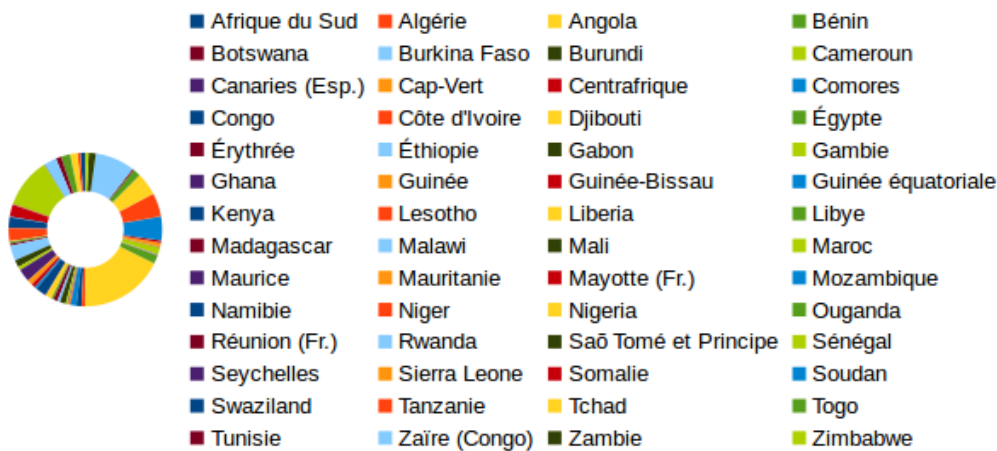 Afrique du Sud Algérie Angola Bénin
Botswana Burkina Faso Burundi Cameroun
Canaries (Esp.) Cap-Vert Centrafrique Comores
Congo Côte d'Ivoire Djibouti Égypte
Érythrée Éthiopie Gabon Gambie
Ghana Guinée Guinée-Bissau Guinée équatoriale
Kenya Lesotho Liberia Libye
Madagascar Malawi Mali Maroc
Maurice Mauritanie Mayotte (Fr.) Mozambique
Namibie Niger Nigeria Ouganda
Réunion (Fr.) Rwanda Saõ Tomé et Principe Sénégal
Seychelles Sierra Leone Somalie Soudan
Swaziland Tanzanie Tchad Togo
Tunisie Zaïre (Congo) Zambie Zimbabwe